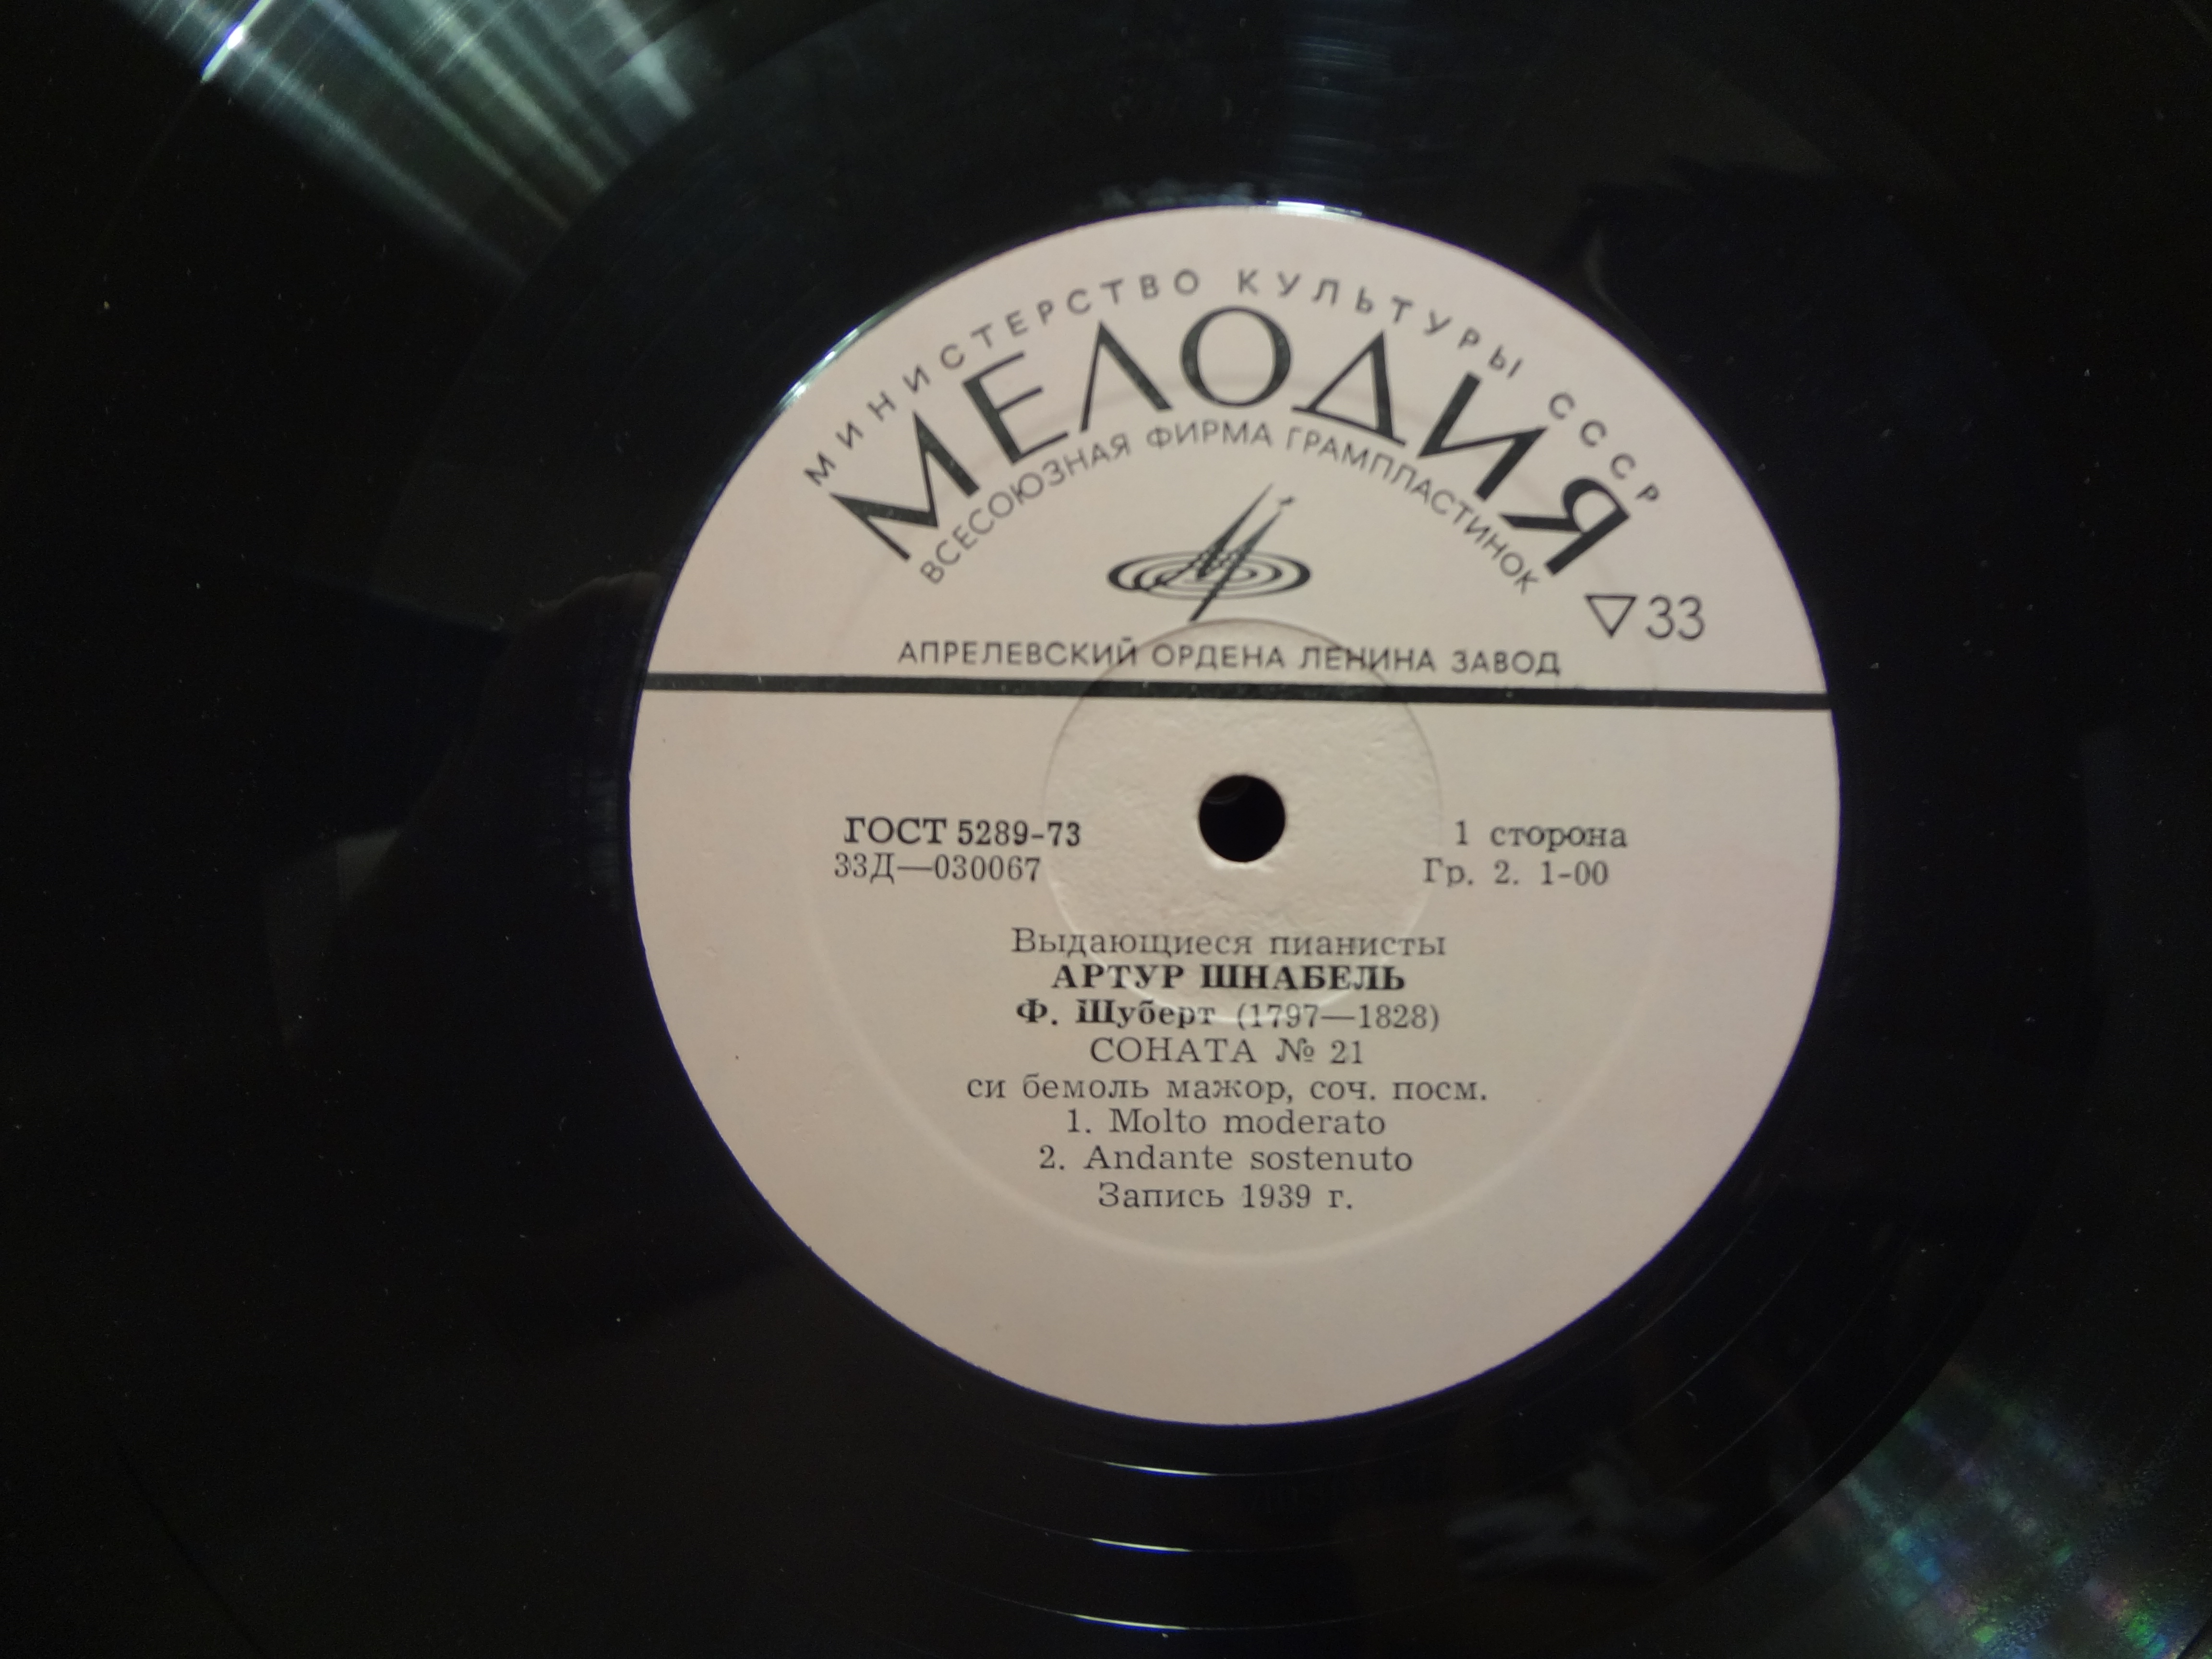 МИНИСТЕРСТВО КУЛЬТУРЫ СССР
МЕЛОДИЯ
ВСЕСОЮЗНАЯ ФИРМА ГРАМПЛАСТИНОК
▽33
АПРЕЛЕВСКИЙ ОРДЕНА ЛЕНИНА ЗАВОД
ГОСТ 5289-73
33Д—030067
1 сторона
Гр. 2. 1-00
Выдающиеся пианисты
АРТУР ШНАБЕЛЬ
Ф. Шуберт (1797—1828)
СОНАТА № 21
си бемоль мажор, соч. посм.
1. Molto moderato
2. Andante sostenuto
Запись 1939 г.